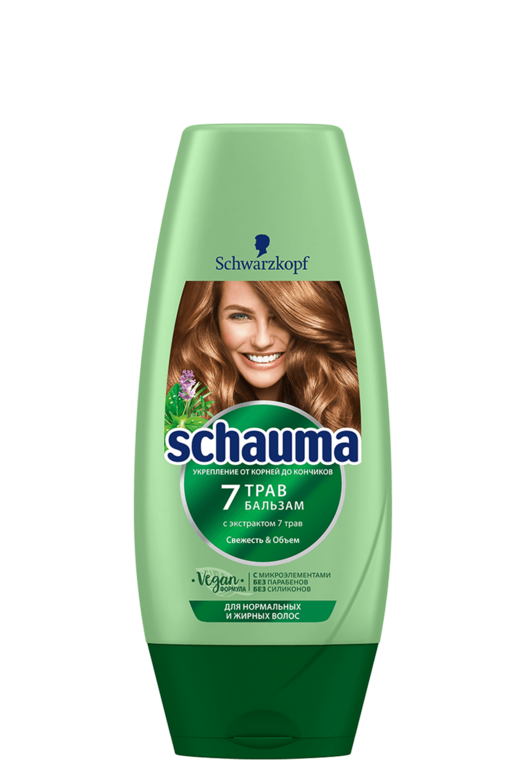 Schwarzkopf
schauma
УКРЕПЛЕНИЕ ОТ КОРНЕЙ ДО КОНЧИКОВ
7 ТРАВ
БАЛЬЗАМ
с экстрактом 7 трав
Свежесть & Объем
Vegan
ФОРМУЛА
С МИКРОЭЛЕМЕНТАМИ
БЕЗ ПАРАБЕНОВ
БЕЗ СИЛИКОНОВ
ДЛЯ НОРМАЛЬНЫХ
И ЖИРНЫХ ВОЛОС